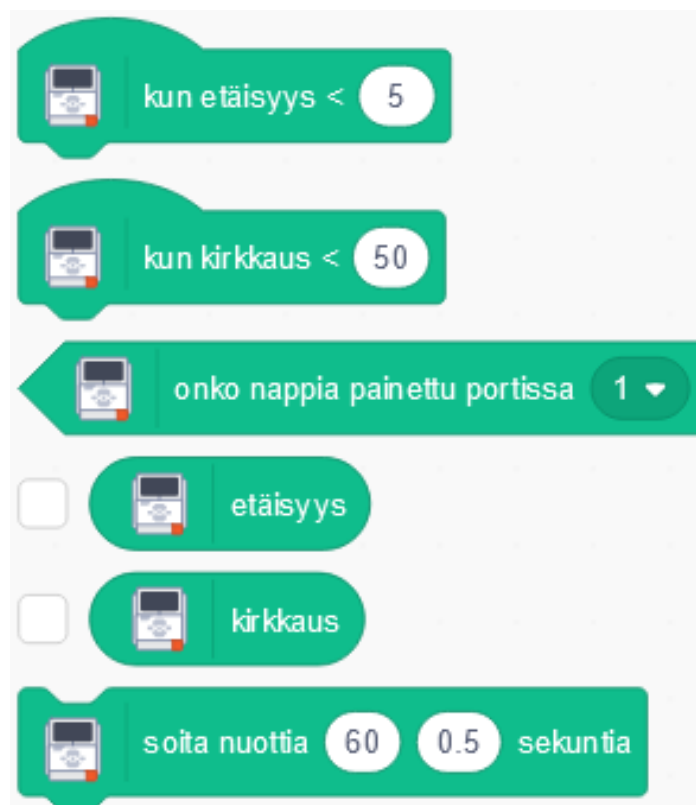 kun etäisyys < 5
kun kirkkaus < 50
onko nappia painettu portissa 1
etäisyys
kirkkaus
soita nuottia 60 0.5 sekuntia